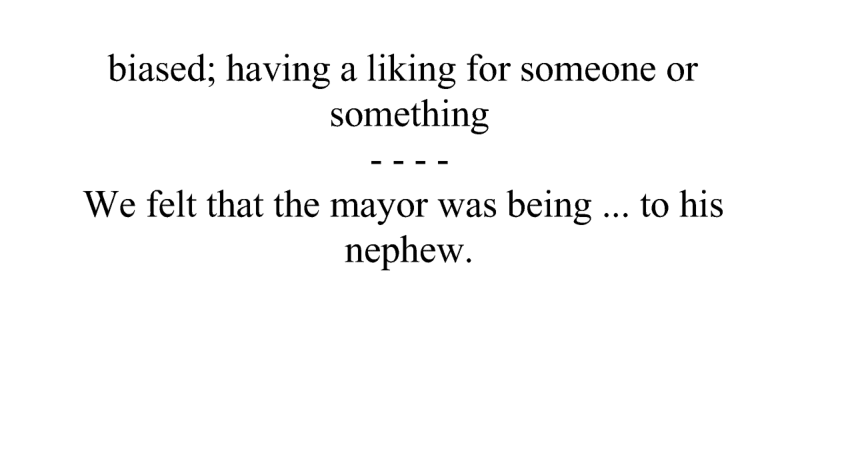 biased; having a liking for someone or
something
- - - -
We felt that the mayor was being ... to his
nephew.